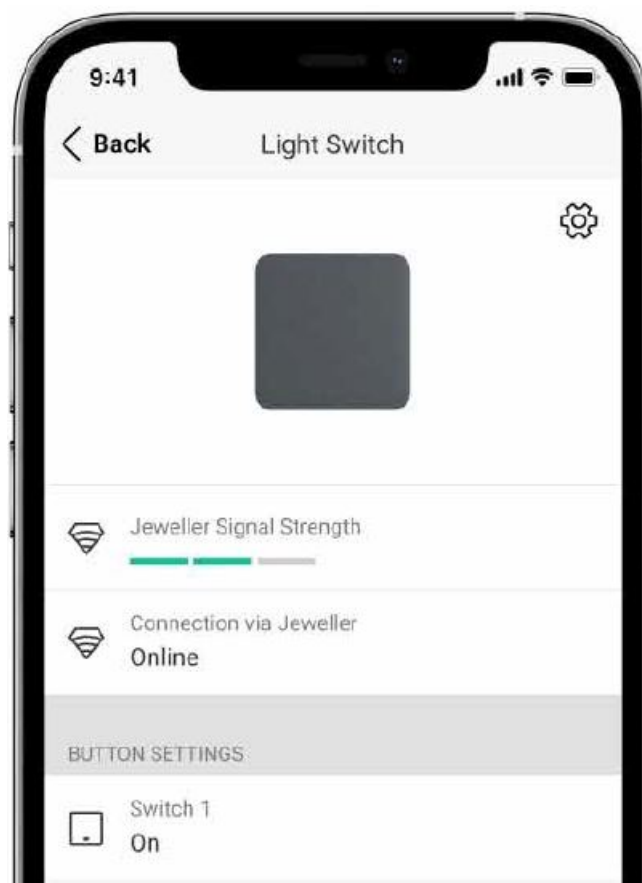 9:41
Back
Light Switch
Jeweller Signal Strength
Connection via Jeweller
Online
BUTTON SETTINGS
Switch 1
On